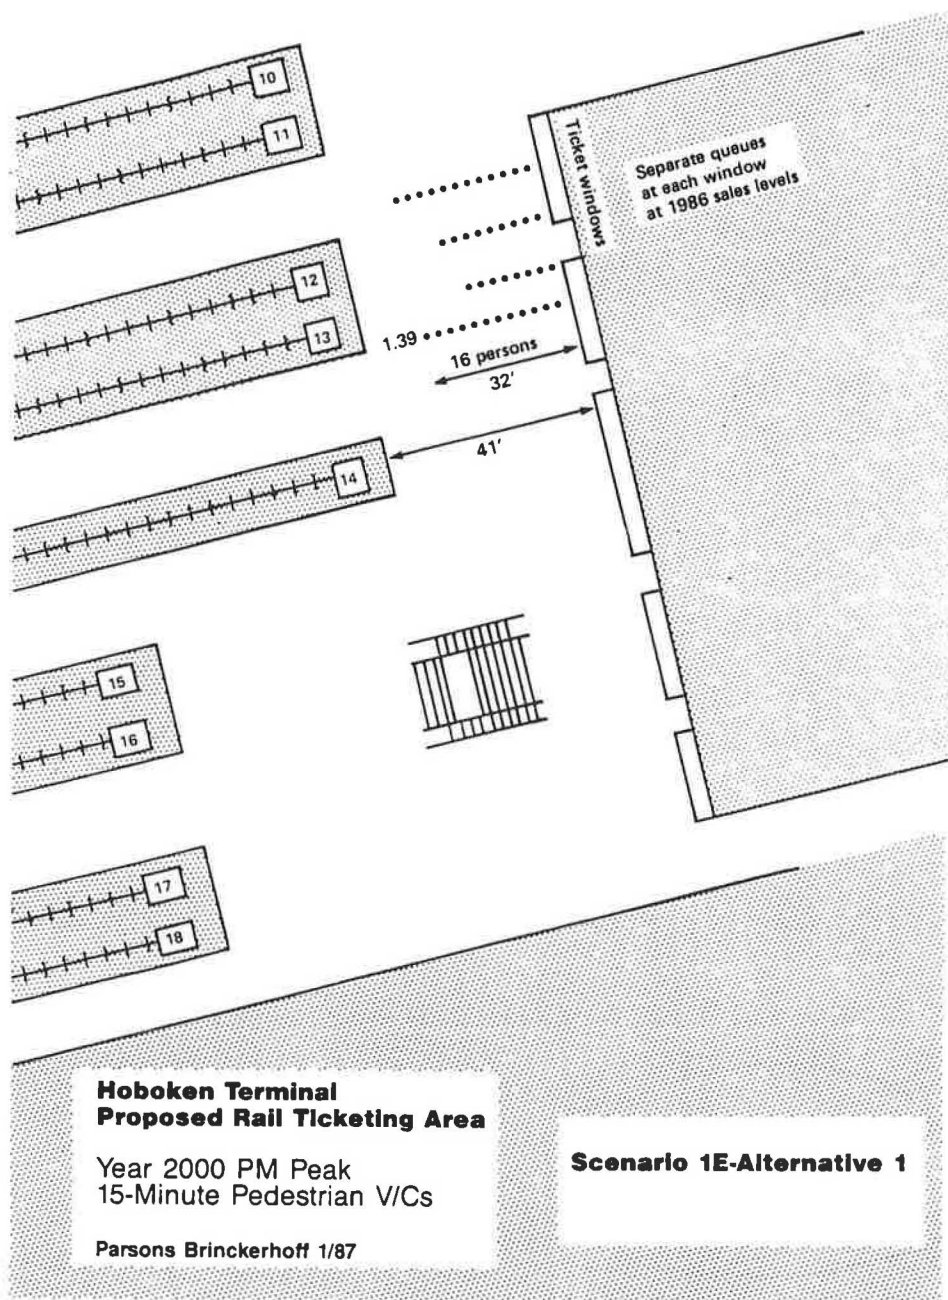 10
11
Ticket windows
Separate queues
at each window
at 1986 sales levels
12
13
1.39
16 persons
32'
14
41'
15
16
17
18
Hoboken Terminal
Proposed Rail Ticketing Area
Year 2000 PM Peak
15-Minute Pedestrian V/Cs
Parsons Brinckerhoff 1/87
Scenario 1E-Alternative 1